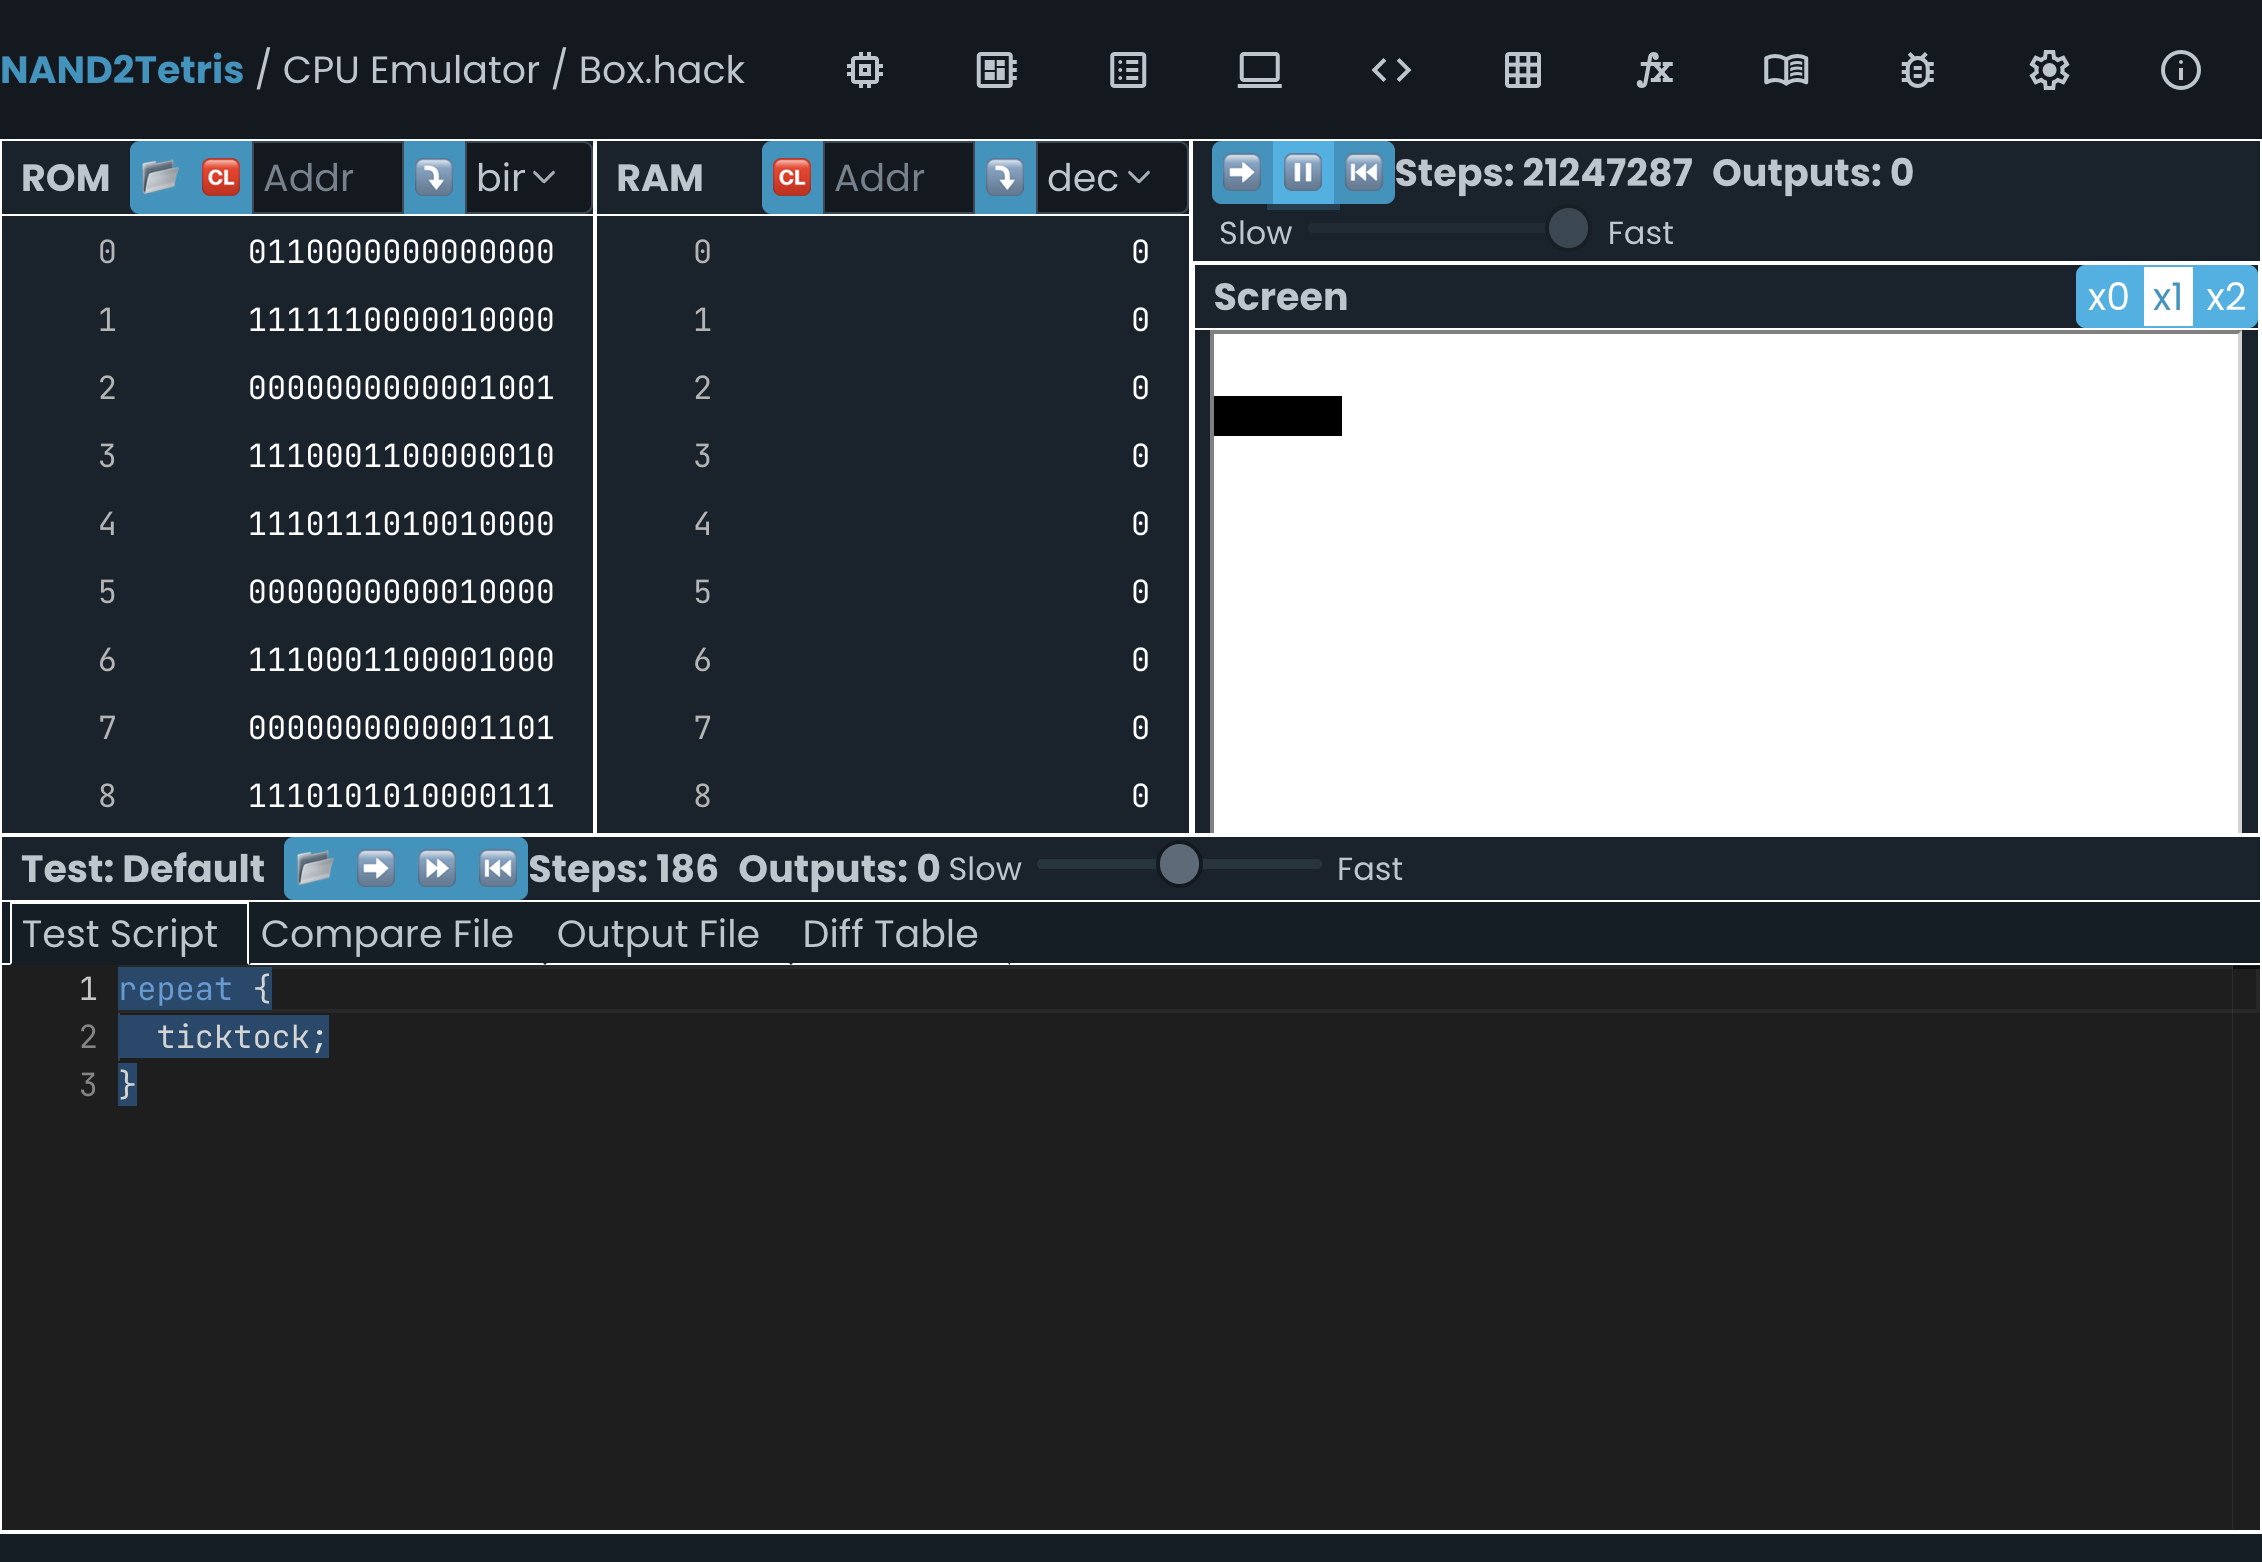 NAND2Tetris / CPU Emulator / Box.hack
ROM CL Addr bir
0 0110000000000000
1 1111110000010000
2 0000000000001001
3 1110001100000010
4 1110111010010000
5 0000000000010000
6 1110001100001000
7 0000000000001101
8 1110101010000111
RAM CL Addr dec
0 0
1 0
2 0
3 0
4 0
5 0
6 0
7 0
8 0
Steps: 21247287 Outputs: 0
Slow Fast
Screen x0 x1 x2
Test: Default Steps: 186 Outputs: 0 Slow Fast
Test Script Compare File Output File Diff Table
1 repeat {
2 ticktock;
3 }